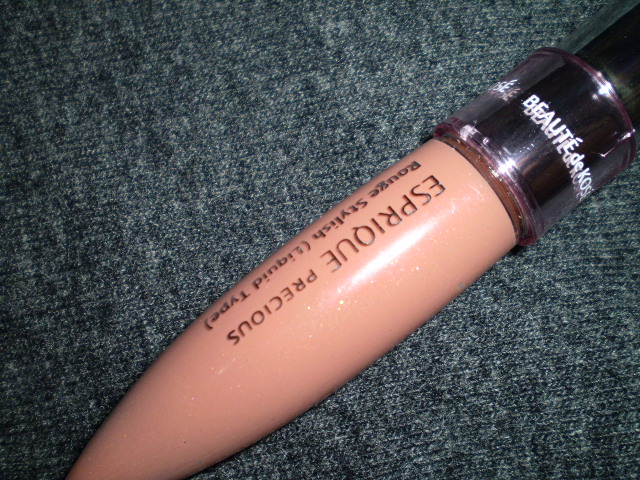 BEAUTÉ de KOSÉ
ESPRIQUE PRECIOUS
Rouge Stylish (Liquid Type)